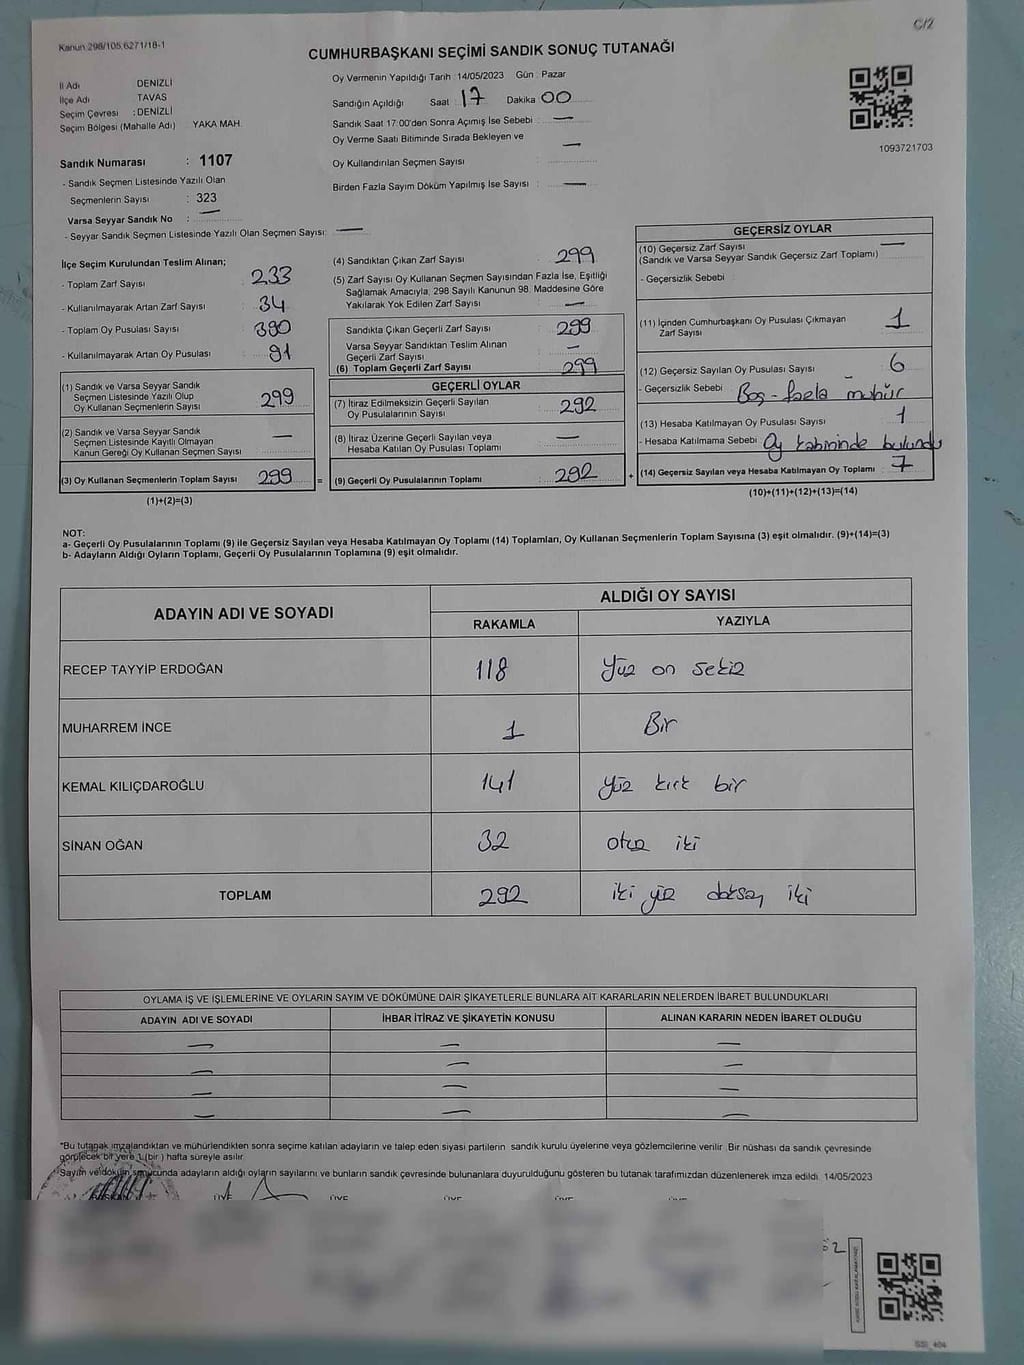 C/2
Kanun 298/105,6271/18-1
CUMHURBAŞKANI SEÇİMİ SANDIK SONUÇ TUTANAĞI
İl Adı DENİZLİ
İlçe Adı TAVAS
Seçim Çevresi : DENİZLİ
Seçim Bölgesi (Mahalle Adı) YAKA MAH.
Sandık Numarası : 1107
- Sandık Seçmen Listesinde Yazılı Olan
Seçmenlerin Sayısı : 323
Varsa Seyyar Sandık No : —
- Seyyar Sandık Seçmen Listesinde Yazılı Olan Seçmen Sayısı: —
Oy Vermenin Yapıldığı Tarih : 14/05/2023 Gün : Pazar
Sandığın Açıldığı Saat 17 Dakika 00
Sandık Saat 17:00'den Sonra Açımış İse Sebebi : —
Oy Verme Saati Bitiminde Sırada Bekleyen ve
Oy Kullandırılan Seçmen Sayısı : —
Birden Fazla Sayım Döküm Yapılmış İse Sayısı : —
1093721703
İlçe Seçim Kurulundan Teslim Alınan;
- Toplam Zarf Sayısı : 233
- Kullanılmayarak Artan Zarf Sayısı : 34
- Toplam Oy Pusulası Sayısı : 390
- Kullanılmayarak Artan Oy Pusulası : 91
(1) Sandık ve Varsa Seyyar Sandık
Seçmen Listesinde Yazılı Olup
Oy Kullanan Seçmenlerin Sayısı : 299
(2) Sandık ve Varsa Seyyar Sandık
Seçmen Listesinde Kayıtlı Olmayan
Kanun Gereği Oy Kullanan Seçmen Sayısı : —
(3) Oy Kullanan Seçmenlerin Toplam Sayısı : 299 =
(1)+(2)=(3)
(4) Sandıktan Çıkan Zarf Sayısı : 299
(5) Zarf Sayısı Oy Kullanan Seçmen Sayısından Fazla İse, Eşitliği
Sağlamak Amacıyla, 298 Sayılı Kanunun 98. Maddesine Göre
Yakılarak Yok Edilen Zarf Sayısı : —
Sandıkta Çıkan Geçerli Zarf Sayısı : 299
Varsa Seyyar Sandıktan Teslim Alınan
Geçerli Zarf Sayısı : —
(6) Toplam Geçerli Zarf Sayısı : 299
GEÇERLİ OYLAR
(7) İtiraz Edilmeksizin Geçerli Sayılan
Oy Pusulalarının Sayısı : 292
(8) İtiraz Üzerine Geçerli Sayılan veya
Hesaba Katılan Oy Pusulası Toplamı : —
(9) Geçerli Oy Pusulalarının Toplamı : 292 +
GEÇERSİZ OYLAR
(10) Geçersiz Zarf Sayısı : —
(Sandık ve Varsa Seyyar Sandık Geçersiz Zarf Toplamı)
- Geçersizlik Sebebi :
(11) İçinden Cumhurbaşkanı Oy Pusulası Çıkmayan
Zarf Sayısı : 1
(12) Geçersiz Sayılan Oy Pusulası Sayısı : 6
- Geçersizlik Sebebi : Boş - fazla mühür
(13) Hesaba Katılmayan Oy Pusulası Sayısı : 1
- Hesaba Katılmama Sebebi : Oy kabininde bulundu
(14) Geçersiz Sayılan veya Hesaba Katılmayan Oy Toplamı : 7
(10)+(11)+(12)+(13)=(14)
NOT:
a- Geçerli Oy Pusulalarının Toplamı (9) ile Geçersiz Sayılan veya Hesaba Katılmayan Oy Toplamı (14) Toplamları, Oy Kullanan Seçmenlerin Toplam Sayısına (3) eşit olmalıdır. (9)+(14)=(3)
b- Adayların Aldığı Oyların Toplamı, Geçerli Oy Pusulalarının Toplamına (9) eşit olmalıdır.
ADAYIN ADI VE SOYADI
ALDIĞI OY SAYISI
RAKAMLA YAZIYLA
RECEP TAYYİP ERDOĞAN 118 Yüz on sekiz
MUHARREM İNCE 1 Bir
KEMAL KILIÇDAROĞLU 141 Yüz kırk bir
SİNAN OĞAN 32 otuz iki
TOPLAM 292 iki yüz doksan iki
OYLAMA İŞ VE İŞLEMLERİNE VE OYLARIN SAYIM VE DÖKÜMÜNE DAİR ŞİKAYETLERLE BUNLARA AİT KARARLARIN NELERDEN İBARET BULUNDUKLARI
ADAYIN ADI VE SOYADI İHBAR İTİRAZ VE ŞİKAYETİN KONUSU ALINAN KARARIN NEDEN İBARET OLDUĞU
— — —
— — —
— — —
— — —
*Bu tutanak imzalandıktan ve mühürlendikten sonra seçime katılan adayların ve talep eden siyasi partilerin sandık kurulu üyelerine veya gözlemcilerine verilir. Bir nüshası da sandık çevresinde
görülecek bir yere 1 (bir) hafta süreyle asılır.
Sayım ve döküm sonucunda adayların aldığı oyların sayılarını ve bunların sandık çevresinde bulunanlara duyurulduğunu gösteren bu tutanak tarafımızdan düzenlenerek imza edildi. 14/05/2023
BAŞKAN ÜYE ÜYE ÜYE ÜYE ÜYE